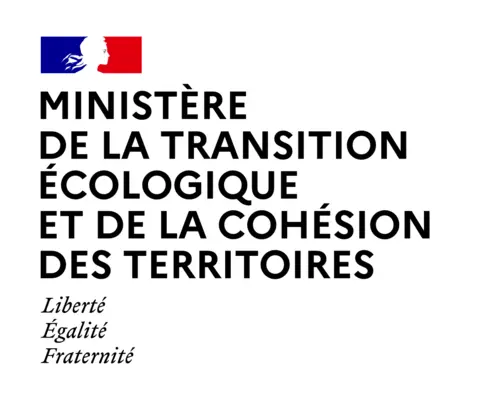 MINISTÈRE
DE LA TRANSITION
ÉCOLOGIQUE
ET DE LA COHÉSION
DES TERRITOIRES
Liberté
Égalité
Fraternité